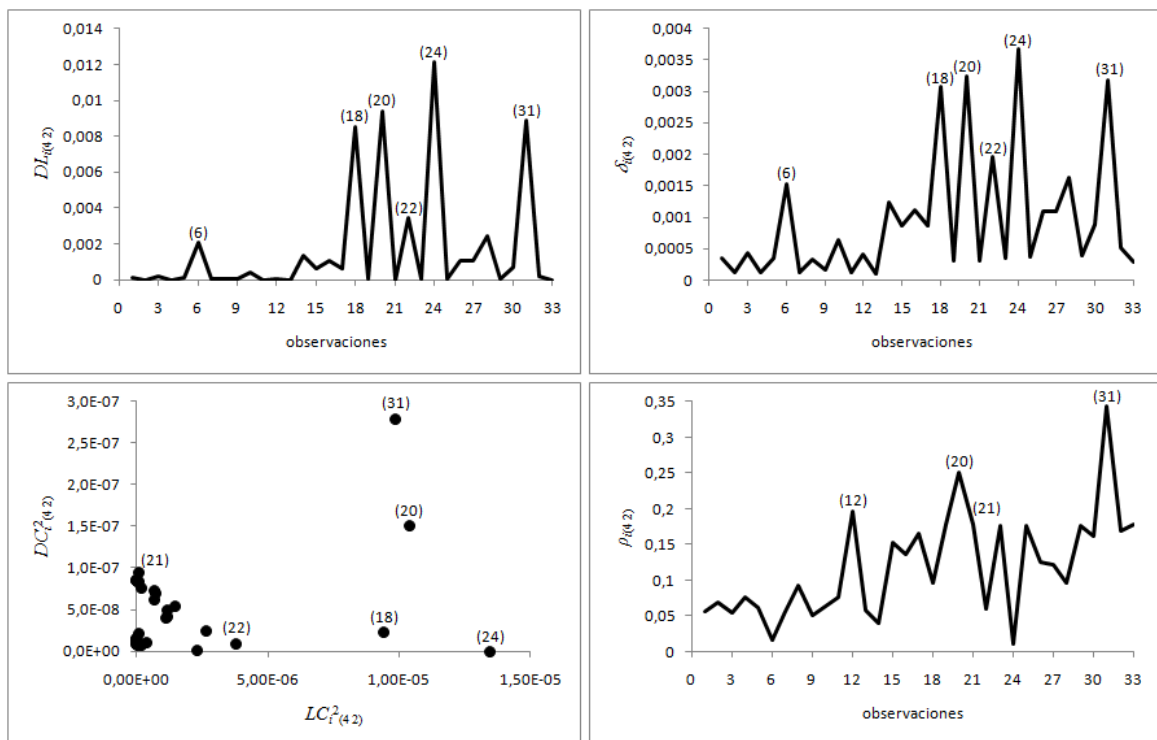 0,014
0,012
0,01
0,008
0,006
0,004
0,002
0
DL_i(4 2)
(6)
(18)
(20)
(22)
(24)
(31)
0 3 6 9 12 15 18 21 24 27 30 33
observaciones
0,004
0,0035
0,003
0,0025
0,002
0,0015
0,001
0,0005
0
δ_i(4 2)
(6)
(18)
(20)
(22)
(24)
(31)
0 3 6 9 12 15 18 21 24 27 30 33
observaciones
3,0E-07
2,5E-07
2,0E-07
1,5E-07
1,0E-07
5,0E-08
0,0E+00
DC_i^2(4 2)
(31)
(20)
(21)
(22)
(18)
(24)
0,00E+00 5,00E-06 1,00E-05 1,50E-05
LC_i^2(4 2)
0,35
0,3
0,25
0,2
0,15
0,1
0,05
0
ρ_i(4 2)
(12)
(20)
(21)
(31)
0 3 6 9 12 15 18 21 24 27 30 33
observaciones